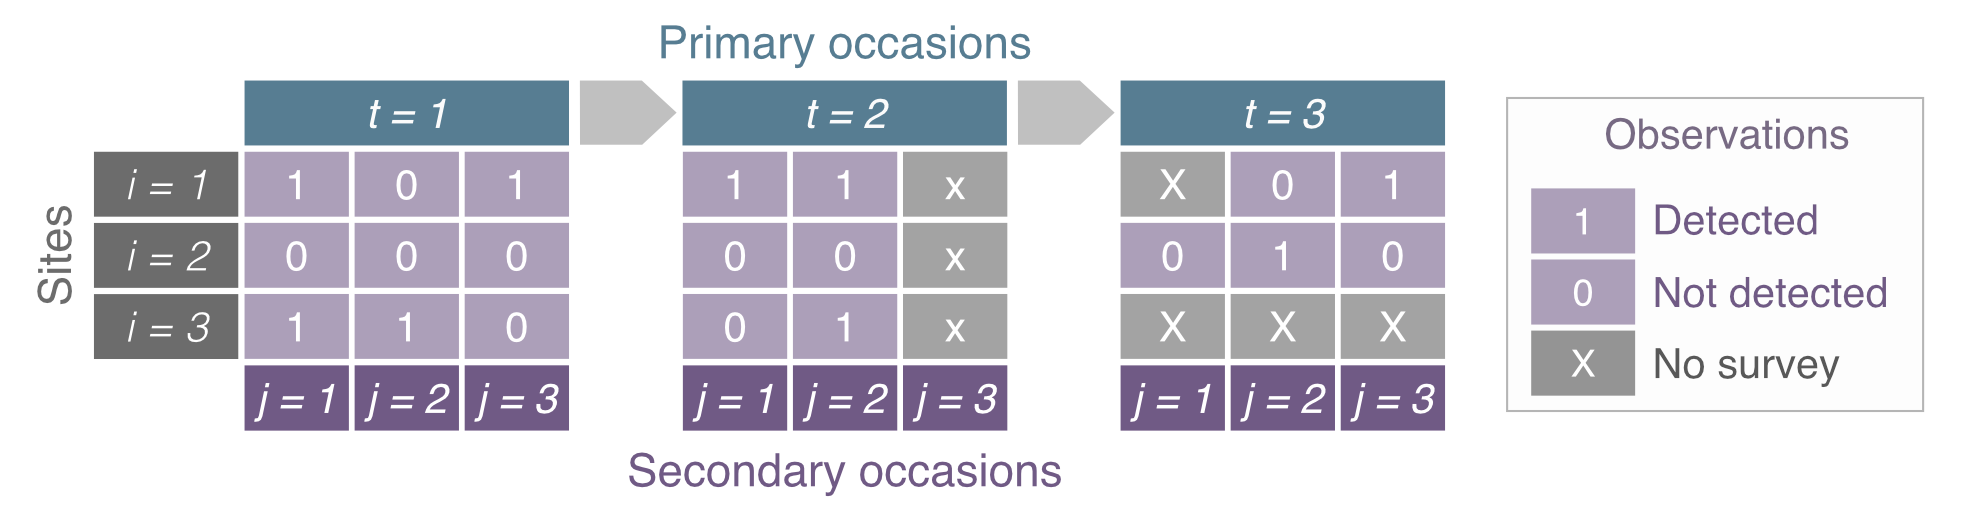 Primary occasions
t = 1 t = 2 t = 3
Observations
i = 1 1 0 1 1 1 x X 0 1
1 Detected
Sites
i = 2 0 0 0 0 0 x 0 1 0
0 Not detected
i = 3 1 1 0 0 1 x X X X
X No survey
j = 1 j = 2 j = 3 j = 1 j = 2 j = 3 j = 1 j = 2 j = 3
Secondary occasions